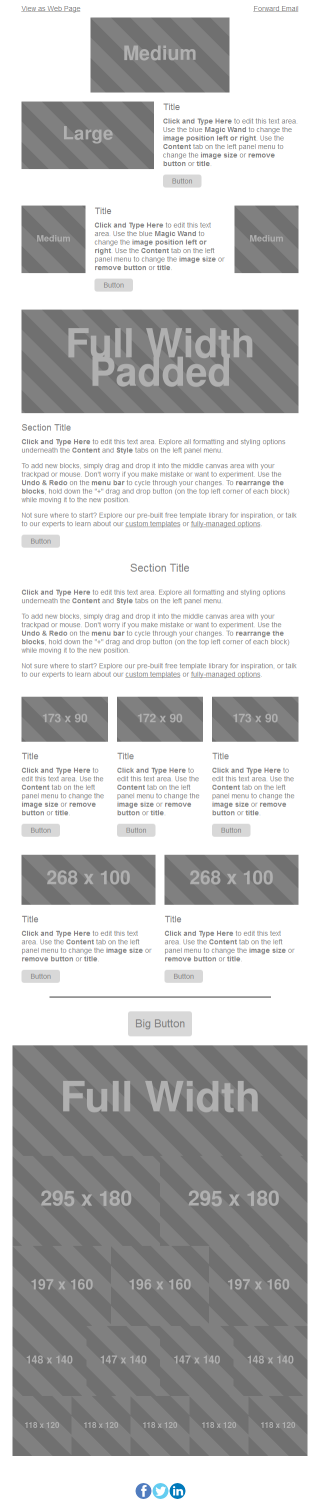 View as Web Page
Forward Email
Medium
Large
Title
Click and Type Here to edit this text area.
Use the blue Magic Wand to change the
image position left or right. Use the
Content tab on the left panel menu to
change the image size or remove
button or title.
Button
Medium
Title
Click and Type Here to edit this text
area. Use the blue Magic Wand to
change the image position left or
right. Use the Content tab on the left
panel menu to change the image size or
remove button or title.
Button
Medium
Full Width
Padded
Section Title
Click and Type Here to edit this text area. Explore all formatting and styling options
underneath the Content and Style tabs on the left panel menu.
To add new blocks, simply drag and drop it into the middle canvas area with your
trackpad or mouse. Don't worry if you make mistake or want to experiment. Use the
Undo & Redo on the menu bar to cycle through your changes. To rearrange the
blocks, hold down the "+" drag and drop button (on the top left corner of each block)
while moving it to the new position.
Not sure where to start? Explore our pre-built free template library for inspiration, or talk
to our experts to learn about our custom templates or fully-managed options.
Button
Section Title
Click and Type Here to edit this text area. Explore all formatting and styling options
underneath the Content and Style tabs on the left panel menu.
To add new blocks, simply drag and drop it into the middle canvas area with your
trackpad or mouse. Don't worry if you make mistake or want to experiment. Use the
Undo & Redo on the menu bar to cycle through your changes. To rearrange the
blocks, hold down the "+" drag and drop button (on the top left corner of each block)
while moving it to the new position.
Not sure where to start? Explore our pre-built free template library for inspiration, or talk
to our experts to learn about our custom templates or fully-managed options.
173 x 90
Title
Click and Type Here to
edit this text area. Use the
Content tab on the left
panel menu to change the
image size or remove
button or title.
Button
172 x 90
Title
Click and Type Here to
edit this text area. Use the
Content tab on the left
panel menu to change the
image size or remove
button or title.
Button
173 x 90
Title
Click and Type Here to
edit this text area. Use the
Content tab on the left
panel menu to change the
image size or remove
button or title.
Button
268 x 100
Title
Click and Type Here to edit this text
area. Use the Content tab on the left
panel menu to change the image size or
remove button or title.
Button
268 x 100
Title
Click and Type Here to edit this text
area. Use the Content tab on the left
panel menu to change the image size or
remove button or title.
Button
Big Button
Full Width
295 x 180
295 x 180
197 x 160
196 x 160
197 x 160
148 x 140
147 x 140
147 x 140
148 x 140
118 x 120
118 x 120
118 x 120
118 x 120
118 x 120